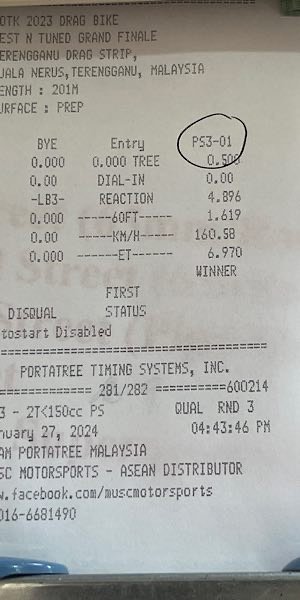 OTK 2023 DRAG BIKE
EST N TUNED GRAND FINALE
ERENGGANU DRAG STRIP,
UALA NERUS,TERENGGANU, MALAYSIA
ENGTH : 201M
URFACE : PREP
BYE Entry PS3-01
0.000 0.000 TREE 0.500
0.00 DIAL-IN 0.00
-LB3- REACTION 4.896
0.000 -----60FT----- 1.619
0.00 -----KM/H----- 160.58
0.000 ------ET------ 6.970
WINNER
FIRST
DISQUAL STATUS
tostart Disabled
PORTATREE TIMING SYSTEMS, INC.
============= 281/282 ==========600214
3 - 2T<150cc PS QUAL RND 3
nuary 27, 2024 04:43:46 PM
AM PORTATREE MALAYSIA
SC MOTORSPORTS - ASEAN DISTRIBUTOR
w.facebook.com/muscmotorsports
016-6681490